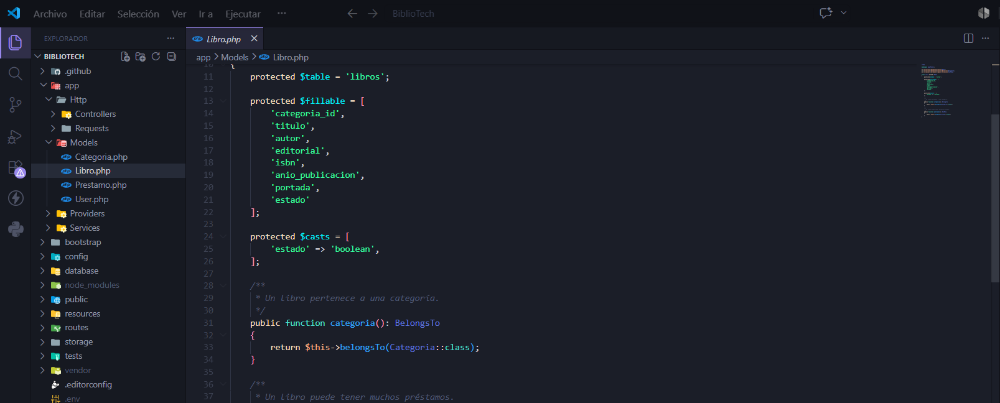 Archivo Editar Selección Ver Ir a Ejecutar ··· BiblioTech
EXPLORADOR ···
BIBLIOTECH
.github
app
Http
Controllers
Requests
Models
Categoria.php
Libro.php
Prestamo.php
User.php
Providers
Services
bootstrap
config
database
node_modules
public
resources
routes
storage
tests
vendor
.editorconfig
.env
Libro.php
app > Models > Libro.php
10 {
11 protected $table = 'libros';
12
13 protected $fillable = [
14 'categoria_id',
15 'titulo',
16 'autor',
17 'editorial',
18 'isbn',
19 'anio_publicacion',
20 'portada',
21 'estado'
22 ];
23
24 protected $casts = [
25 'estado' => 'boolean',
26 ];
27
28 /**
29 * Un libro pertenece a una categoría.
30 */
31 public function categoria(): BelongsTo
32 {
33 return $this->belongsTo(Categoria::class);
34 }
35
36 /**
37 * Un libro puede tener muchos préstamos.